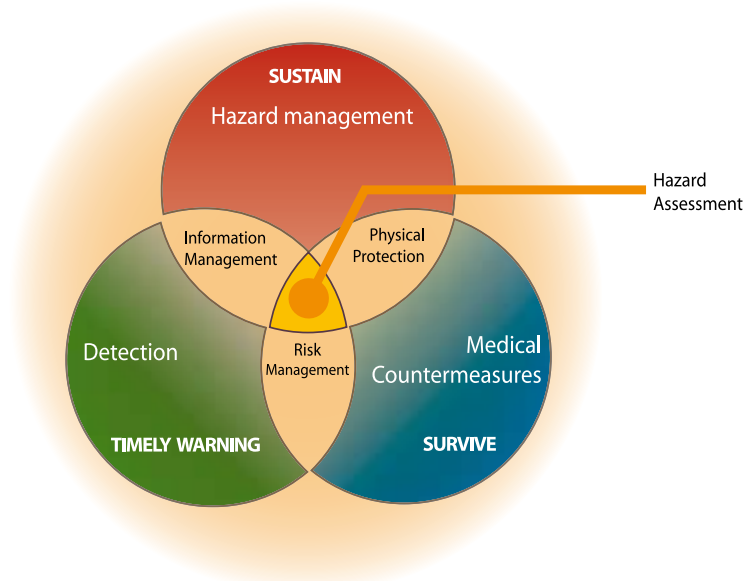 SUSTAIN
Hazard management
Hazard
Assessment
Information
Management
Physical
Protection
Detection
Risk
Management
Medical
Countermeasures
TIMELY WARNING
SURVIVE